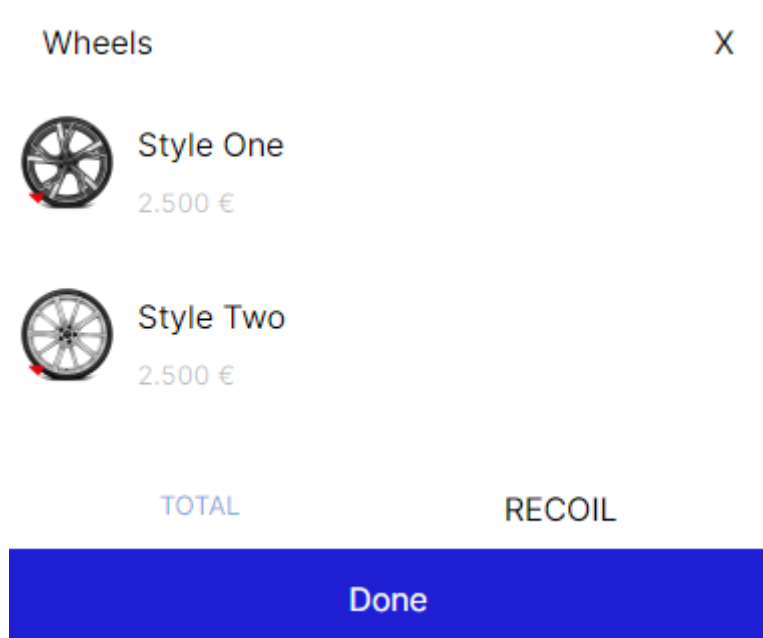 Wheels X
Style One
2.500 €
Style Two
2.500 €
TOTAL RECOIL
Done